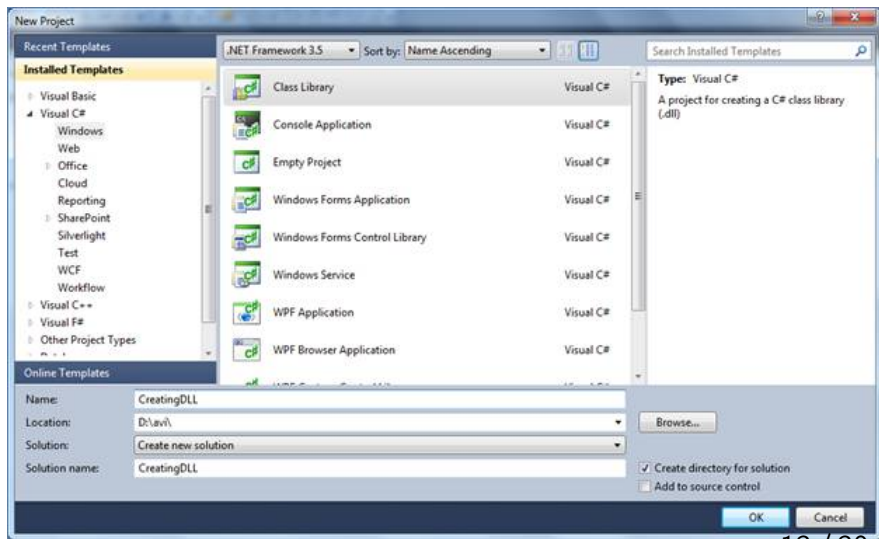 New Project
Recent Templates
Installed Templates
Visual Basic
Visual C#
Windows
Web
Office
Cloud
Reporting
SharePoint
Silverlight
Test
WCF
Workflow
Visual C++
Visual F#
Other Project Types
Online Templates
.NET Framework 3.5 Sort by: Name Ascending
Class Library Visual C#
Console Application Visual C#
Empty Project Visual C#
Windows Forms Application Visual C#
Windows Forms Control Library Visual C#
Windows Service Visual C#
WPF Application Visual C#
WPF Browser Application Visual C#
Search Installed Templates
Type: Visual C#
A project for creating a C# class library
(.dll)
Name: CreatingDLL
Location: D:\avi\
Browse...
Solution: Create new solution
Solution name: CreatingDLL
Create directory for solution
Add to source control
OK Cancel